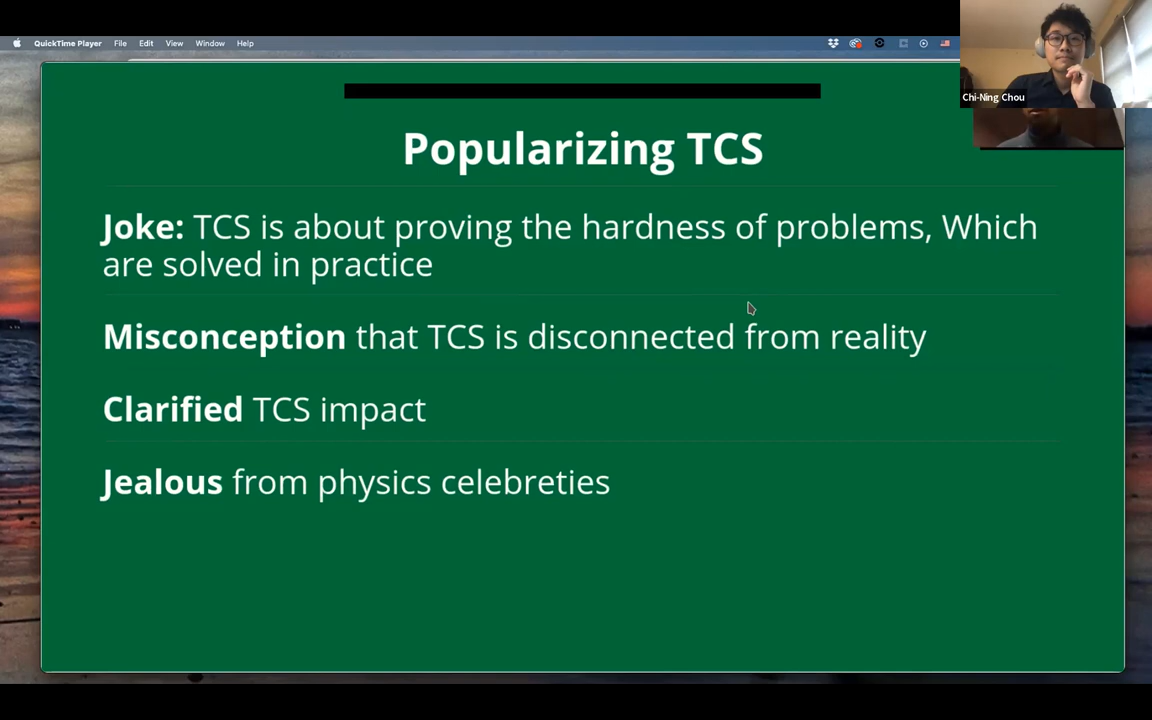 QuickTime Player File Edit View Window Help
Chi-Ning Chou
Popularizing TCS
Joke: TCS is about proving the hardness of problems, Which
are solved in practice
Misconception that TCS is disconnected from reality
Clarified TCS impact
Jealous from physics celebreties